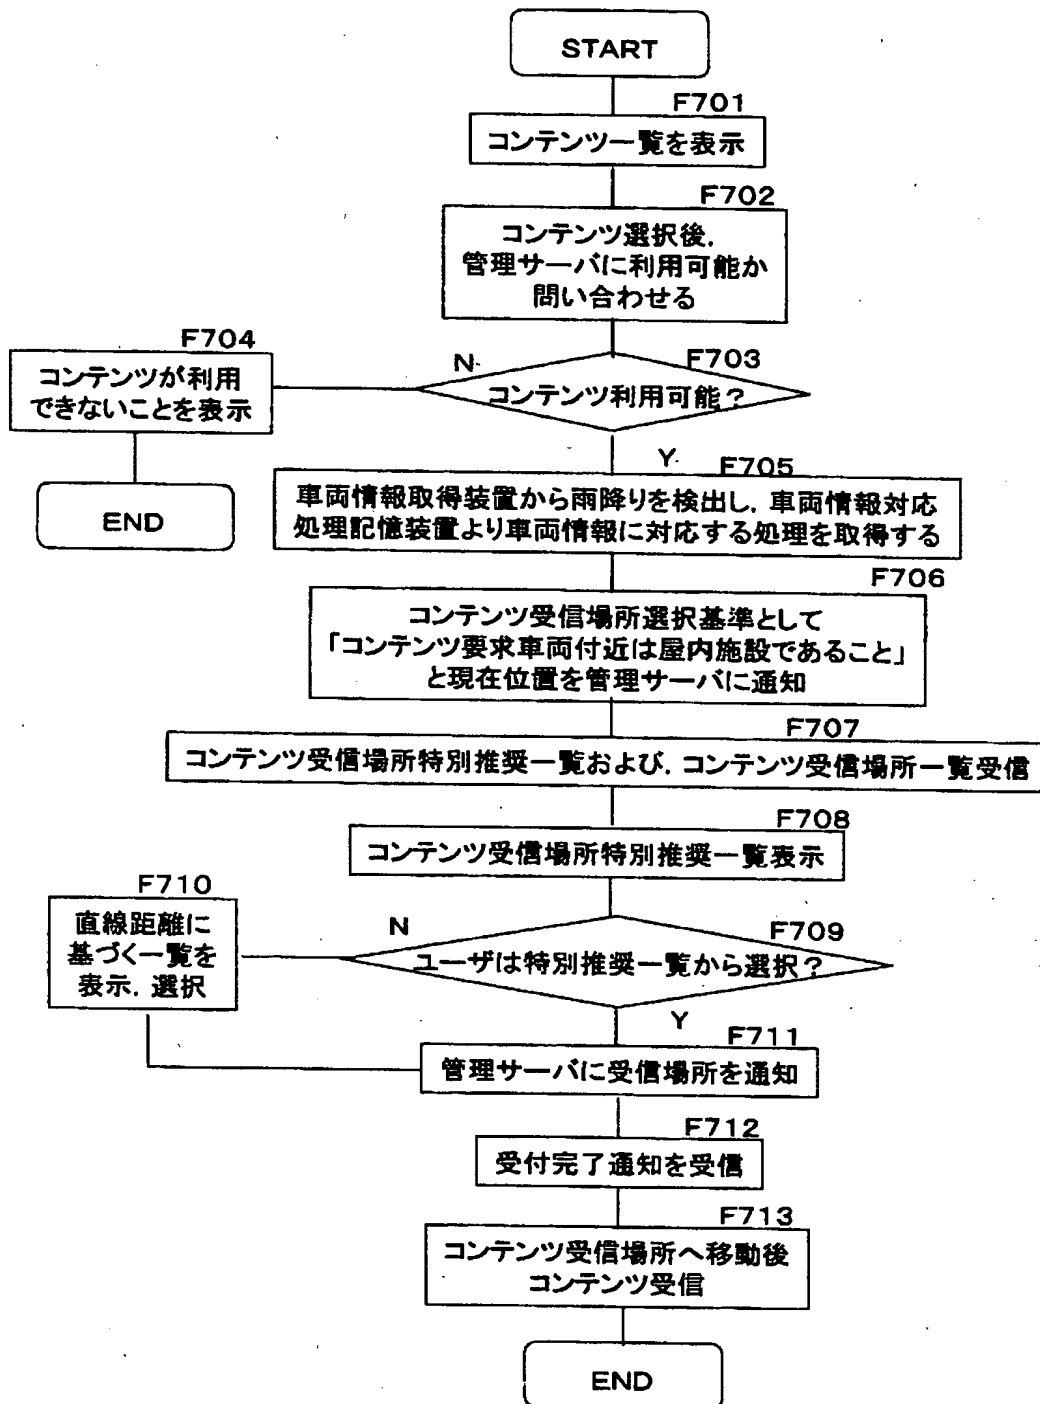 START
F701
コンテンツ一覧を表示
F702
コンテンツ選択後,
管理サーバに利用可能か
問い合わせる
F703
コンテンツ利用可能？
N
F704
コンテンツが利用
できないことを表示
END
Y
F705
車両情報取得装置から雨降りを検出し, 車両情報対応
処理記憶装置より車両情報に対応する処理を取得する
F706
コンテンツ受信場所選択基準として
「コンテンツ要求車両付近は屋内施設であること」
と現在位置を管理サーバに通知
F707
コンテンツ受信場所特別推奨一覧および, コンテンツ受信場所一覧受信
F708
コンテンツ受信場所特別推奨一覧表示
F709
ユーザは特別推奨一覧から選択？
N
F710
直線距離に
基づく一覧を
表示, 選択
Y
F711
管理サーバに受信場所を通知
F712
受付完了通知を受信
F713
コンテンツ受信場所へ移動後
コンテンツ受信
END